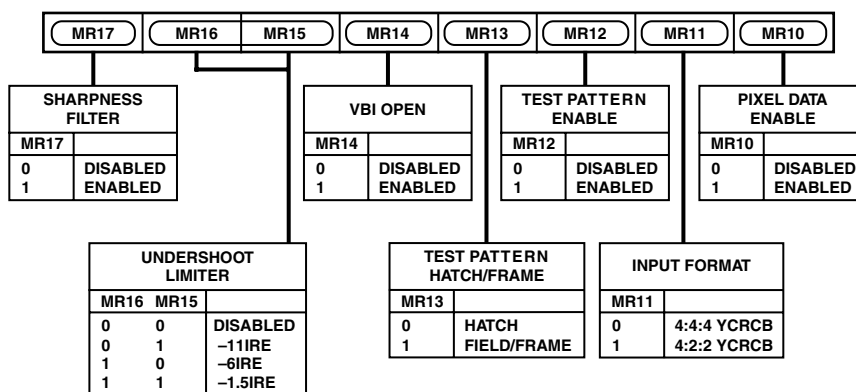 MR17 MR16 MR15 MR14 MR13 MR12 MR11 MR10
SHARPNESS
FILTER
MR17
0 DISABLED
1 ENABLED
VBI OPEN
MR14
0 DISABLED
1 ENABLED
TEST PATTERN
ENABLE
MR12
0 DISABLED
1 ENABLED
PIXEL DATA
ENABLE
MR10
0 DISABLED
1 ENABLED
UNDERSHOOT
LIMITER
MR16 MR15
0 0 DISABLED
0 1 –11IRE
1 0 –6IRE
1 1 –1.5IRE
TEST PATTERN
HATCH/FRAME
MR13
0 HATCH
1 FIELD/FRAME
INPUT FORMAT
MR11
0 4:4:4 YCRCB
1 4:2:2 YCRCB